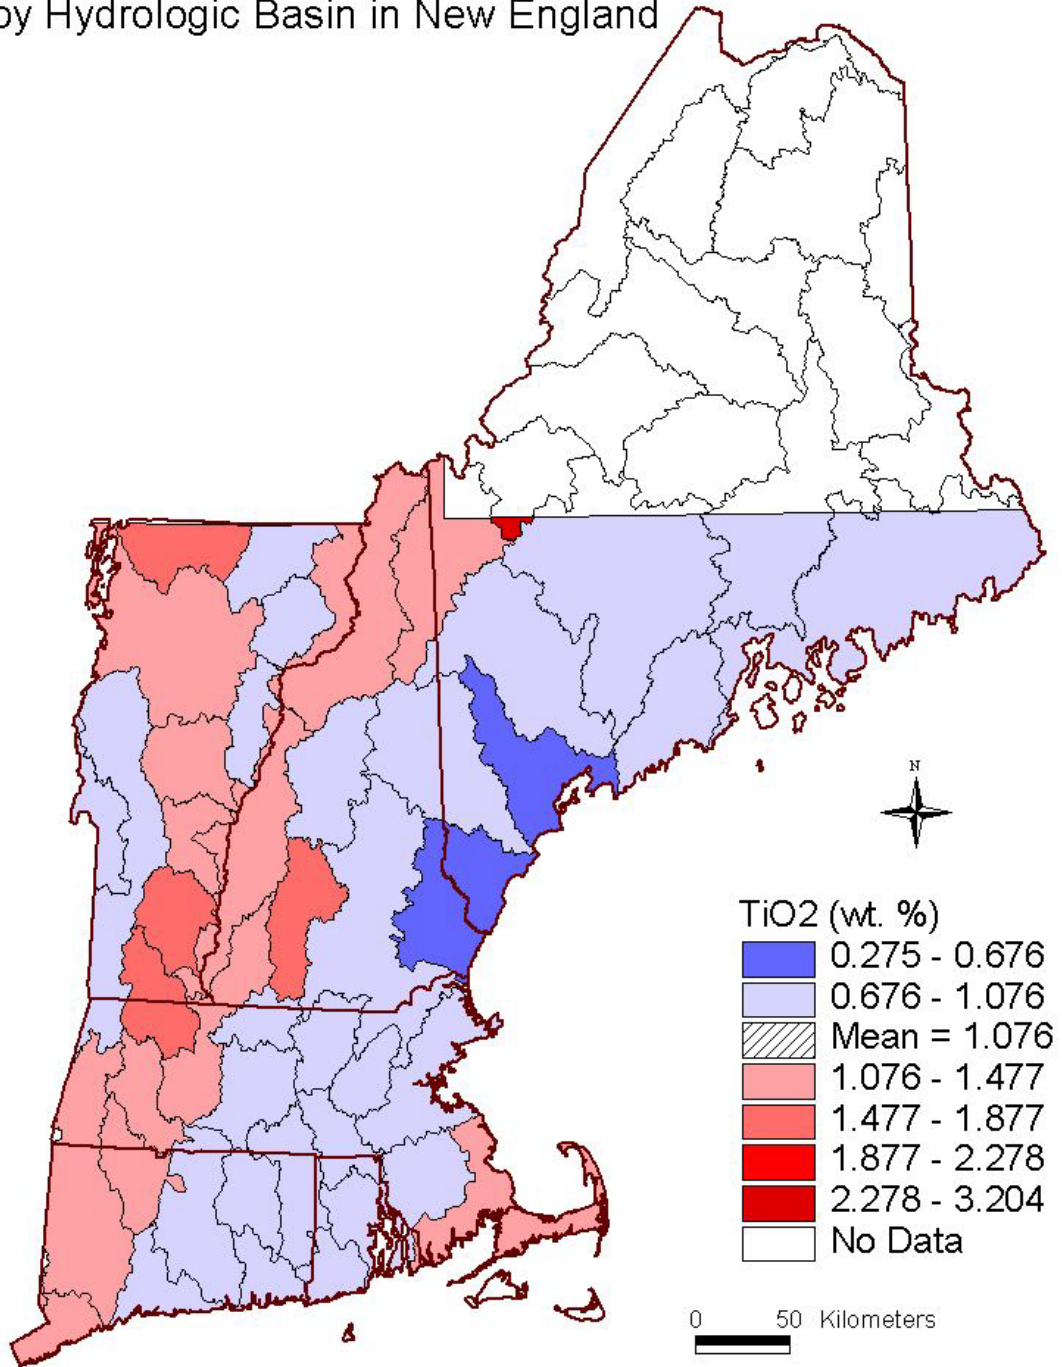 by Hydrologic Basin in New England
N
TiO2 (wt. %)
0.275 - 0.676
0.676 - 1.076
Mean = 1.076
1.076 - 1.477
1.477 - 1.877
1.877 - 2.278
2.278 - 3.204
No Data
0 50 Kilometers